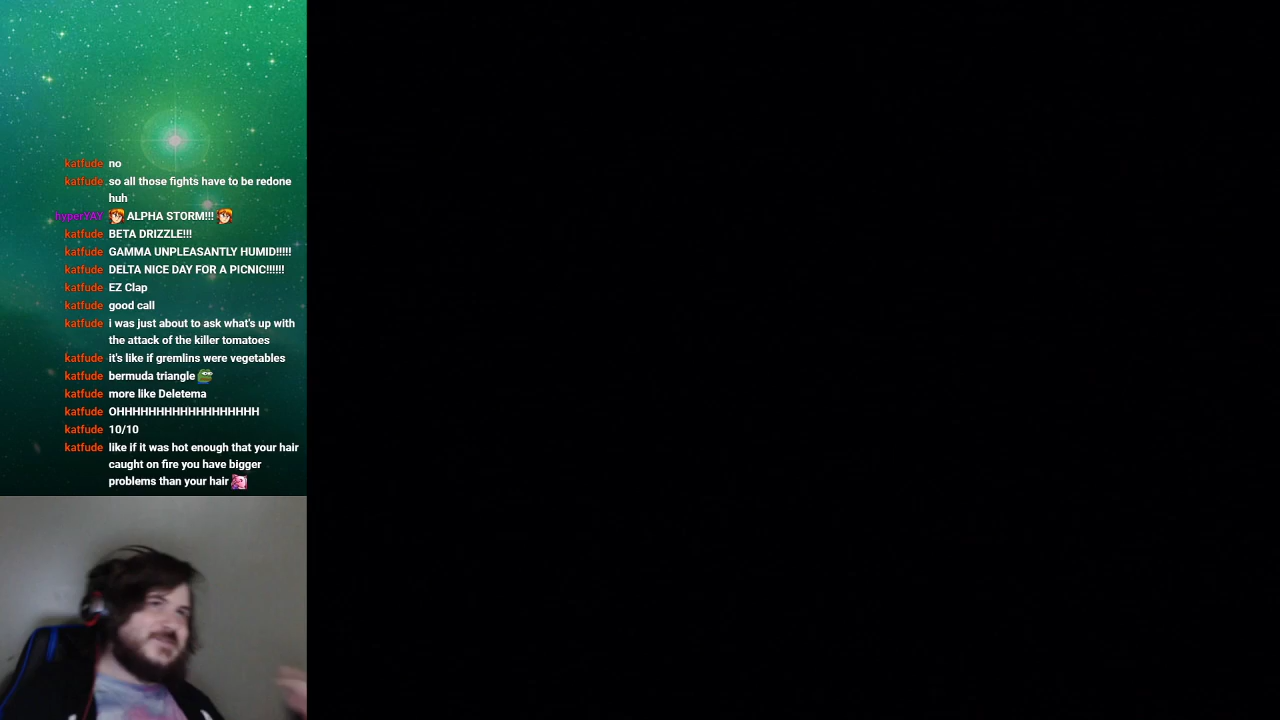 katfude no
katfude so all those fights have to be redone
huh
hyperYAY ALPHA STORM!!!
katfude BETA DRIZZLE!!!
katfude GAMMA UNPLEASANTLY HUMID!!!!!
katfude DELTA NICE DAY FOR A PICNIC!!!!!!
katfude EZ Clap
katfude good call
katfude i was just about to ask what's up with
the attack of the killer tomatoes
katfude it's like if gremlins were vegetables
katfude bermuda triangle
katfude more like Deletema
katfude OHHHHHHHHHHHHHHHHHH
katfude 10/10
katfude like if it was hot enough that your hair
caught on fire you have bigger
problems than your hair